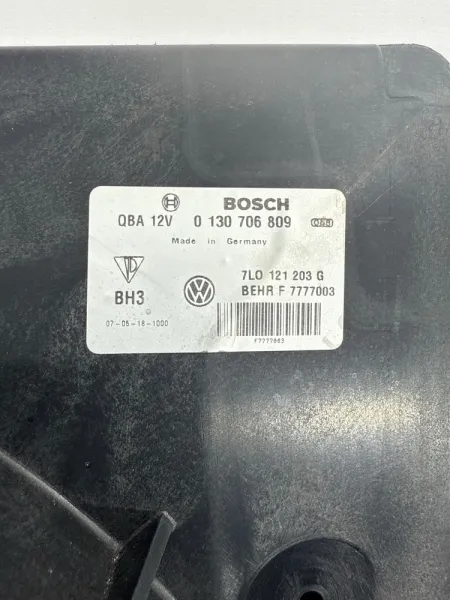 BOSCH
QBA 12V 0 130 706 809
Made in Germany
7L0 121 203 G
BH3
BEHR F 7777003
07-05-18-1000
F7777003